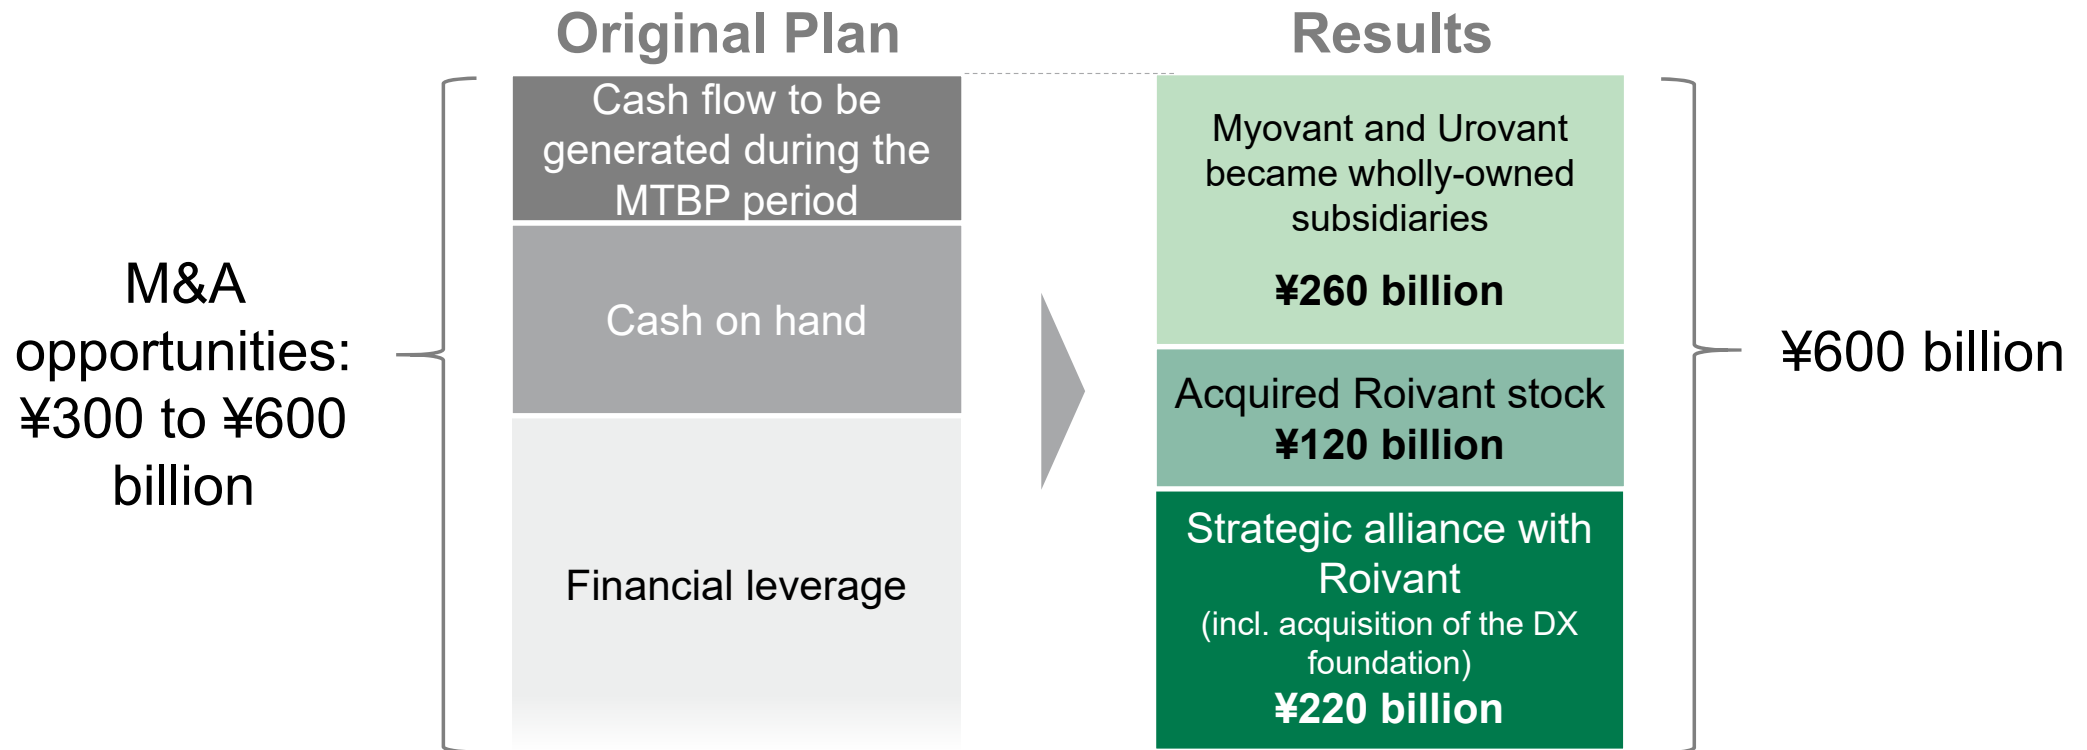 Original Plan
Results
M&A
opportunities:
¥300 to ¥600
billion
Cash flow to be
generated during the
MTBP period
Cash on hand
Financial leverage
Myovant and Urovant
became wholly-owned
subsidiaries
¥260 billion
Acquired Roivant stock
¥120 billion
Strategic alliance with
Roivant
(incl. acquisition of the DX
foundation)
¥220 billion
¥600 billion